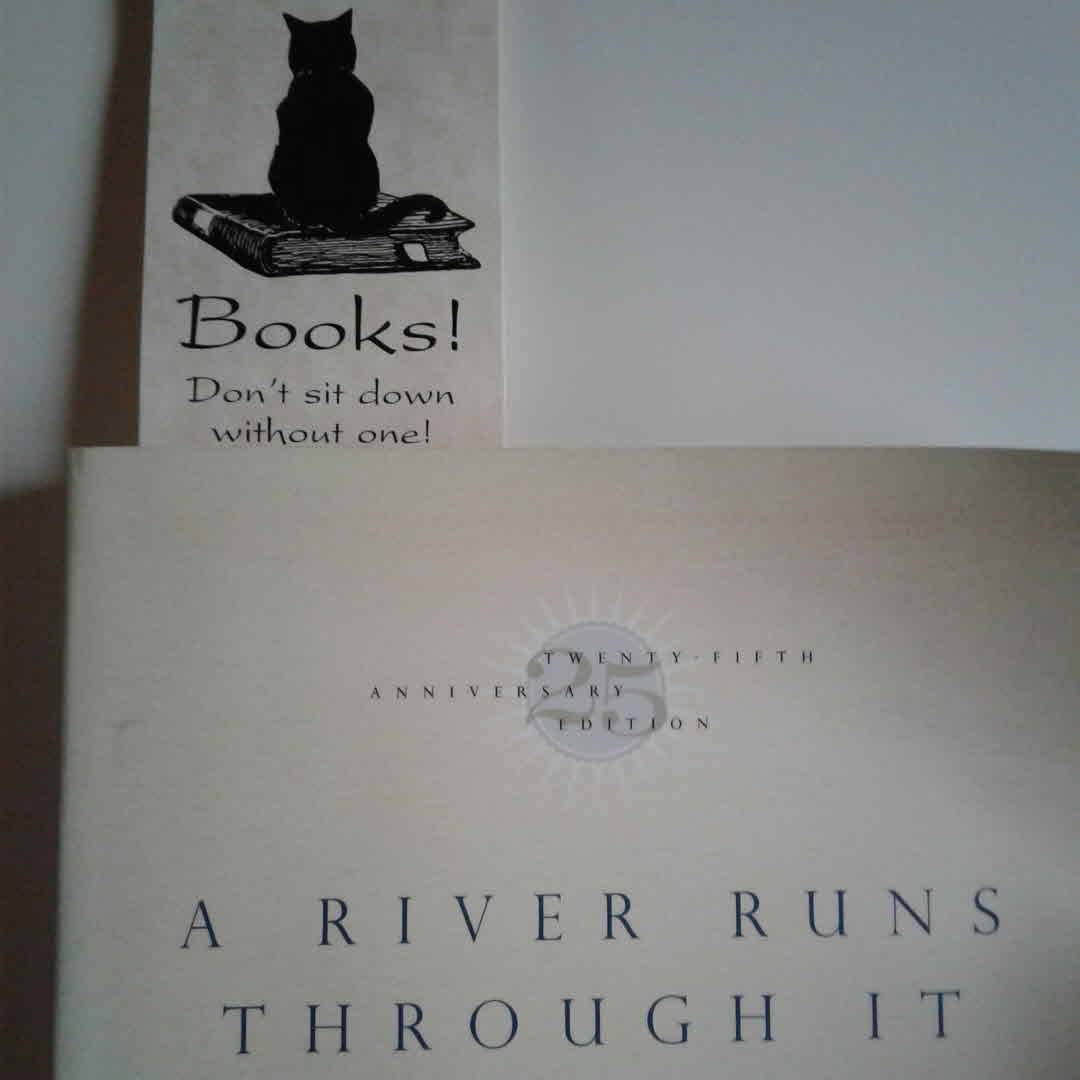 Books!
Don't sit down
without one!
25
TWENTY-FIFTH
ANNIVERSARY
EDITION
A RIVER RUNS
THROUGH IT